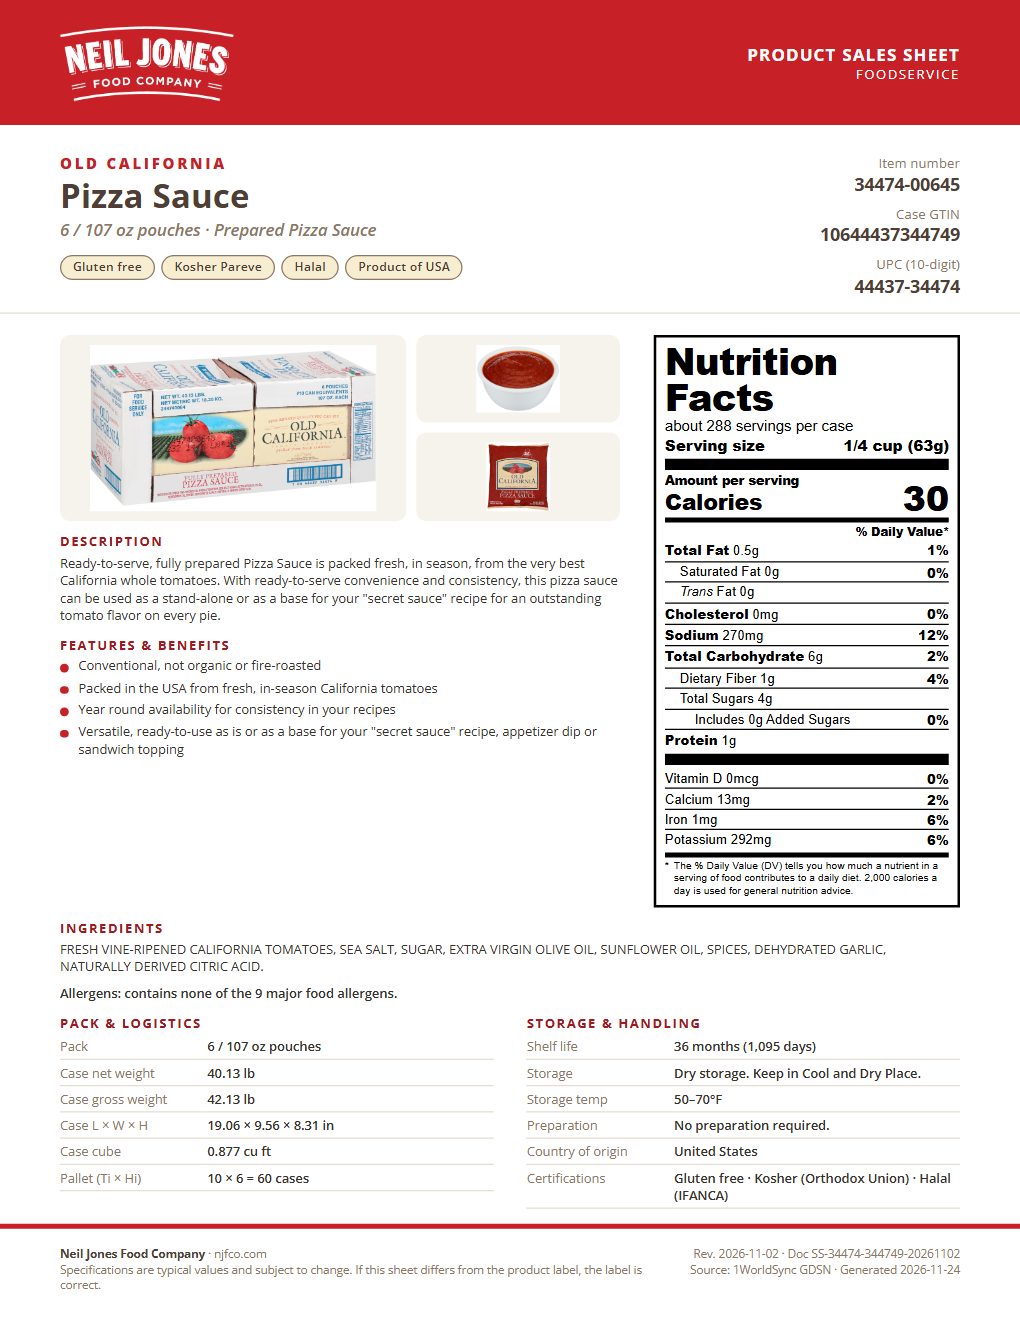 NEIL JONES
FOOD COMPANY
PRODUCT SALES SHEET
FOODSERVICE
OLD CALIFORNIA
Pizza Sauce
6 / 107 oz pouches · Prepared Pizza Sauce
Gluten free
Kosher Pareve
Halal
Product of USA
Item number
34474-00645
Case GTIN
10644437344749
UPC (10-digit)
44437-34474
FOR
FOOD
SERVICE
ONLY
6 POUCHES
107 OZ. EACH
OLD
CALIFORNIA
PIZZA SAUCE
OLD
CALIFORNIA
PIZZA SAUCE
DESCRIPTION
Ready-to-serve, fully prepared Pizza Sauce is packed fresh, in season, from the very best
California whole tomatoes. With ready-to-serve convenience and consistency, this pizza sauce
can be used as a stand-alone or as a base for your "secret sauce" recipe for an outstanding
tomato flavor on every pie.
FEATURES & BENEFITS
Conventional, not organic or fire-roasted
Packed in the USA from fresh, in-season California tomatoes
Year round availability for consistency in your recipes
Versatile, ready-to-use as is or as a base for your "secret sauce" recipe, appetizer dip or
sandwich topping
Nutrition
Facts
about 288 servings per case
Serving size 1/4 cup (63g)
Amount per serving
Calories 30
% Daily Value*
Total Fat 0.5g 1%
Saturated Fat 0g 0%
Trans Fat 0g
Cholesterol 0mg 0%
Sodium 270mg 12%
Total Carbohydrate 6g 2%
Dietary Fiber 1g 4%
Total Sugars 4g
Includes 0g Added Sugars 0%
Protein 1g
Vitamin D 0mcg 0%
Calcium 13mg 2%
Iron 1mg 6%
Potassium 292mg 6%
* The % Daily Value (DV) tells you how much a nutrient in a
serving of food contributes to a daily diet. 2,000 calories a
day is used for general nutrition advice.
INGREDIENTS
FRESH VINE-RIPENED CALIFORNIA TOMATOES, SEA SALT, SUGAR, EXTRA VIRGIN OLIVE OIL, SUNFLOWER OIL, SPICES, DEHYDRATED GARLIC,
NATURALLY DERIVED CITRIC ACID.
Allergens: contains none of the 9 major food allergens.
PACK & LOGISTICS
Pack 6 / 107 oz pouches
Case net weight 40.13 lb
Case gross weight 42.13 lb
Case L × W × H 19.06 × 9.56 × 8.31 in
Case cube 0.877 cu ft
Pallet (Ti × Hi) 10 × 6 = 60 cases
STORAGE & HANDLING
Shelf life 36 months (1,095 days)
Storage Dry storage. Keep in Cool and Dry Place.
Storage temp 50–70°F
Preparation No preparation required.
Country of origin United States
Certifications Gluten free · Kosher (Orthodox Union) · Halal
(IFANCA)
Neil Jones Food Company · njfco.com
Specifications are typical values and subject to change. If this sheet differs from the product label, the label is
correct.
Rev. 2026-11-02 · Doc SS-34474-344749-20261102
Source: 1WorldSync GDSN · Generated 2026-11-24